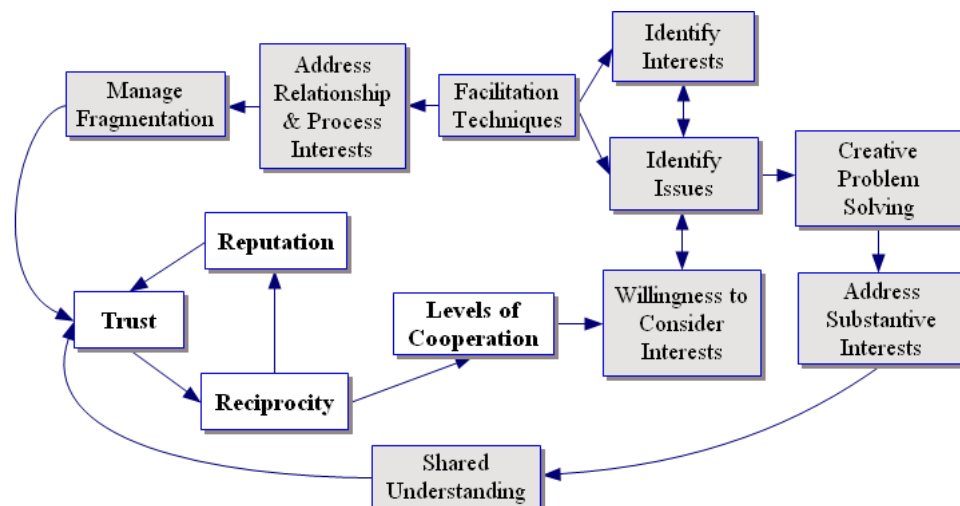 Identify
Interests
Manage
Fragmentation
Address
Relationship
& Process
Interests
Facilitation
Techniques
Identify
Issues
Creative
Problem
Solving
Reputation
Trust
Levels of
Cooperation
Willingness to
Consider
Interests
Address
Substantive
Interests
Reciprocity
Shared
Understanding